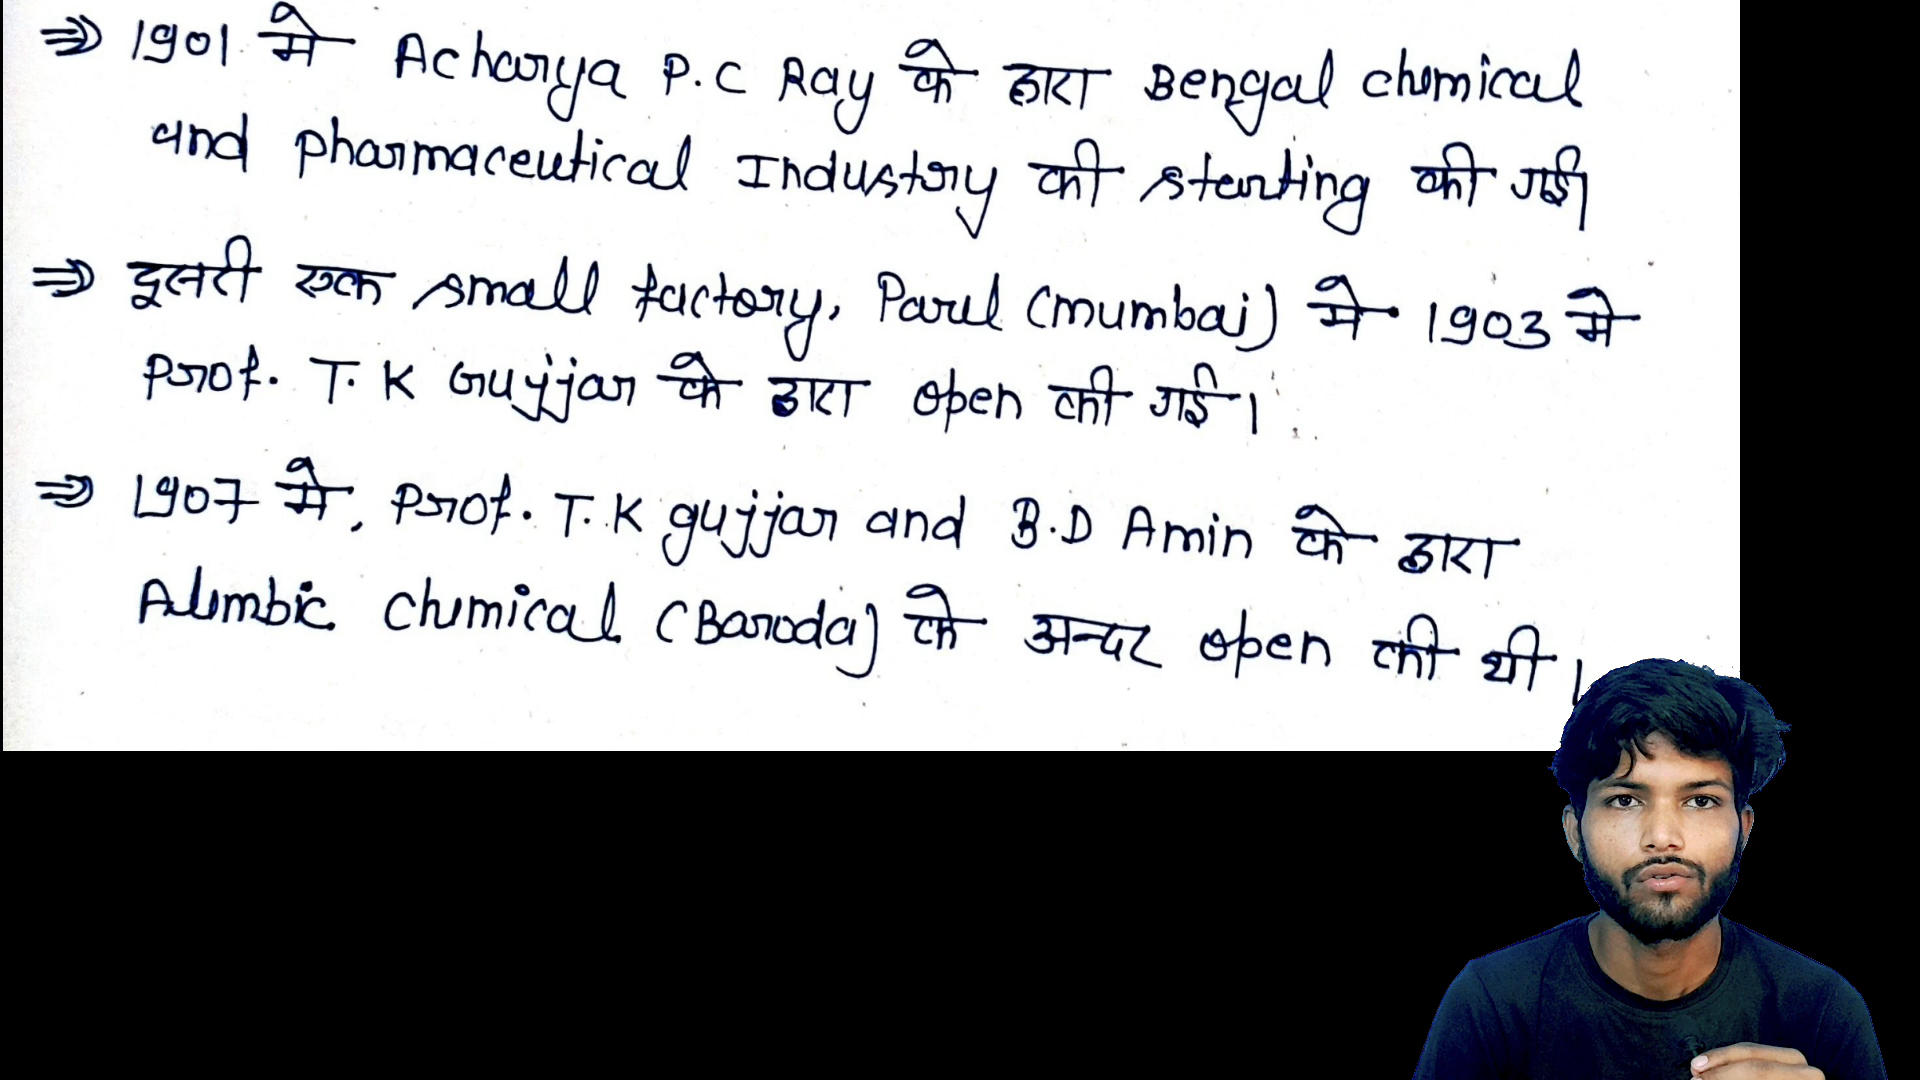 ⇒ 1901 में Acharya P.C Ray के द्वारा Bengal chemical
and pharmaceutical Industry की starting की गई।
⇒ दूसरी एक small factory, Parel (mumbai) में 1903 में
Prof. T.K Gujjar के द्वारा open की गई।
⇒ 1907 में, Prof. T.K gujjar and B.D Amin के द्वारा
Alembic Chemical (Baroda) के अन्दर open की थी।